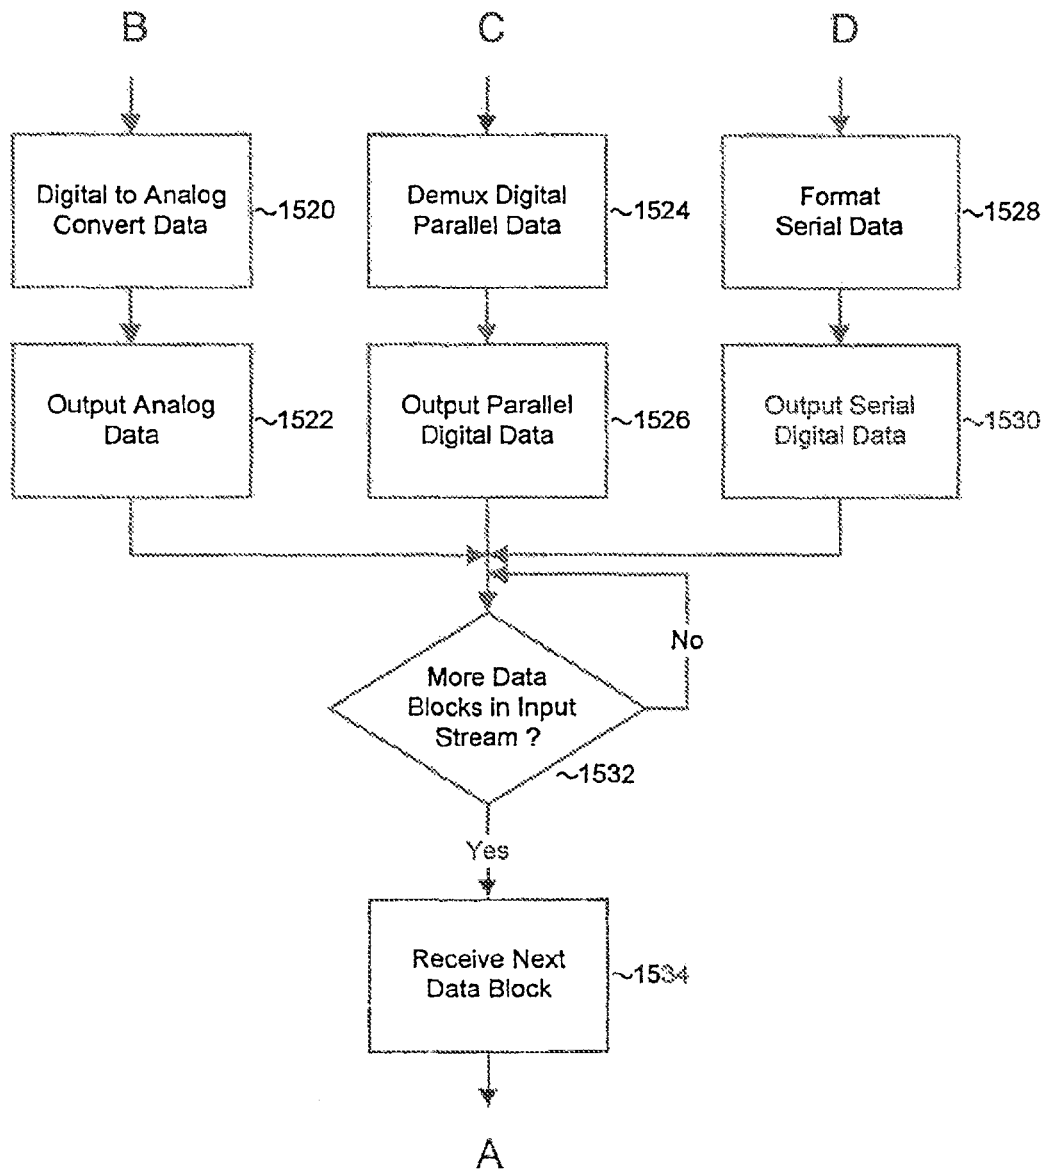 B
C
D
Digital to Analog
Convert Data
~1520
Demux Digital
Parallel Data
~1524
Format
Serial Data
~1528
Output Analog
Data
~1522
Output Parallel
Digital Data
~1526
Output Serial
Digital Data
~1530
No
More Data
Blocks in Input
Stream ?
~1532
Yes
Receive Next
Data Block
~1534
A